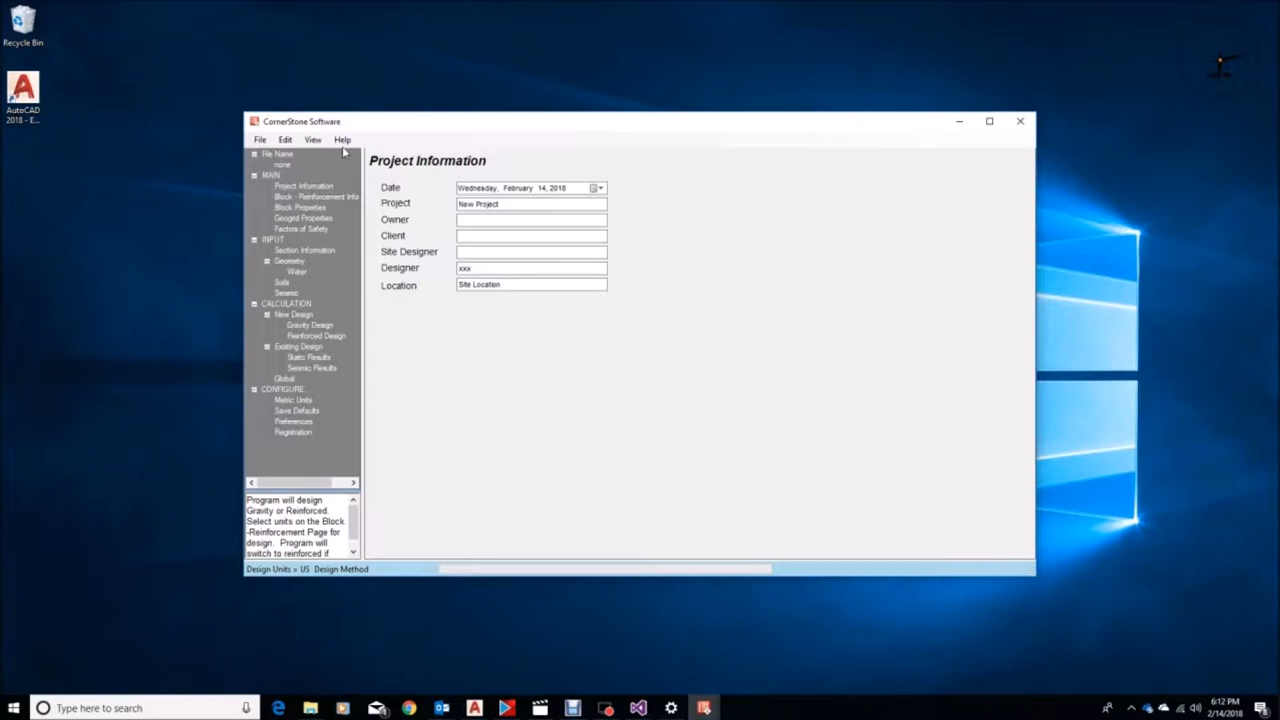 Recycle Bin
AutoCAD
2018 - E...
CornerStone Software
File Edit View Help
File Name
none
MAIN
Project Information
Block - Reinforcement Info
Block Properties
Geogrid Properties
Factors of Safety
INPUT
Section Information
Geometry
Water
Soils
Seismic
CALCULATION
New Design
Gravity Design
Reinforced Design
Existing Design
Static Results
Seismic Results
Global
CONFIGURE
Metric Units
Save Defaults
Preferences
Registration
Program will design
Gravity or Reinforced.
Select units on the Block
-Reinforcement Page for
design. Program will
switch to reinforced if
Project Information
Date Wednesday, February 14, 2018
Project New Project
Owner
Client
Site Designer
Designer xxx
Location Site Location
Design Units = US Design Method
Type here to search
6:12 PM
2/14/2018